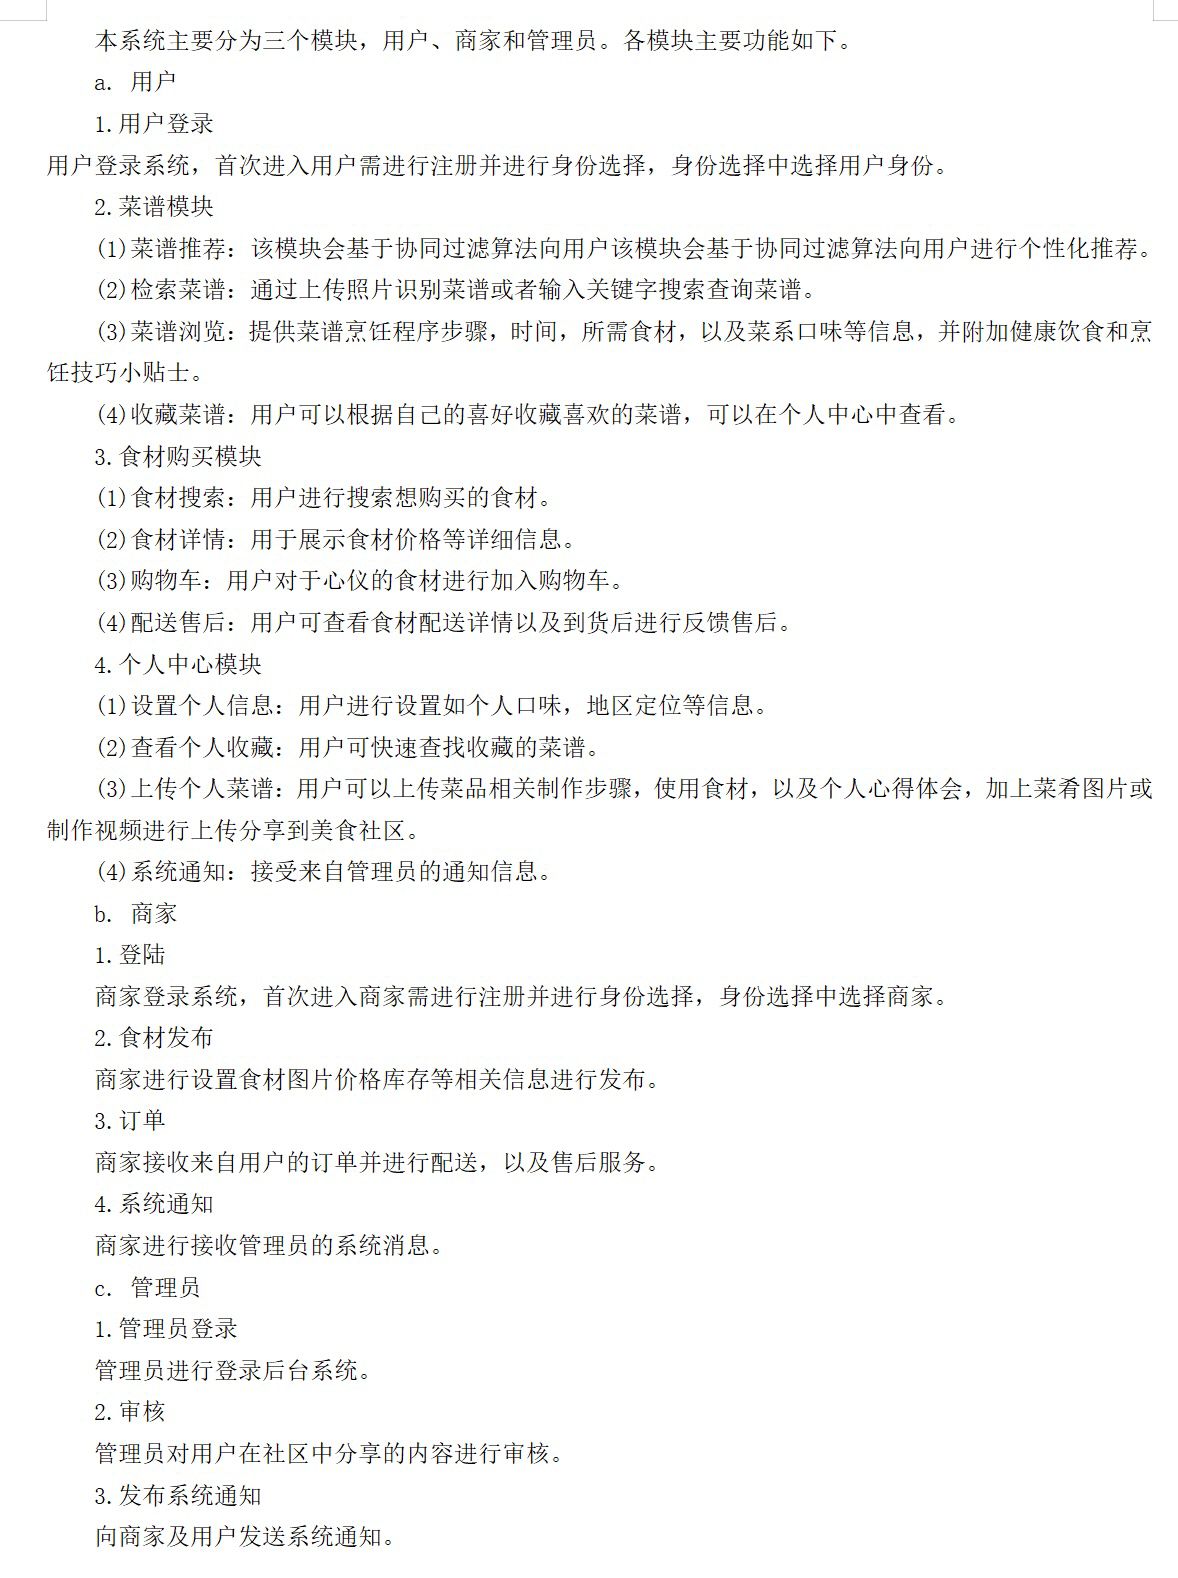 本系统主要分为三个模块，用户、商家和管理员。各模块主要功能如下。
a. 用户
1.用户登录
用户登录系统，首次进入用户需进行注册并进行身份选择，身份选择中选择用户身份。
2.菜谱模块
(1)菜谱推荐：该模块会基于协同过滤算法向用户该模块会基于协同过滤算法向用户进行个性化推荐。
(2)检索菜谱：通过上传照片识别菜谱或者输入关键字搜索查询菜谱。
(3)菜谱浏览：提供菜谱烹饪程序步骤，时间，所需食材，以及菜系口味等信息，并附加健康饮食和烹
饪技巧小贴士。
(4)收藏菜谱：用户可以根据自己的喜好收藏喜欢的菜谱，可以在个人中心中查看。
3.食材购买模块
(1)食材搜索：用户进行搜索想购买的食材。
(2)食材详情：用于展示食材价格等详细信息。
(3)购物车：用户对于心仪的食材进行加入购物车。
(4)配送售后：用户可查看食材配送详情以及到货后进行反馈售后。
4.个人中心模块
(1)设置个人信息：用户进行设置如个人口味，地区定位等信息。
(2)查看个人收藏：用户可快速查找收藏的菜谱。
(3)上传个人菜谱：用户可以上传菜品相关制作步骤，使用食材，以及个人心得体会，加上菜肴图片或
制作视频进行上传分享到美食社区。
(4)系统通知：接受来自管理员的通知信息。
b. 商家
1.登陆
商家登录系统，首次进入商家需进行注册并进行身份选择，身份选择中选择商家。
2.食材发布
商家进行设置食材图片价格库存等相关信息进行发布。
3.订单
商家接收来自用户的订单并进行配送，以及售后服务。
4.系统通知
商家进行接收管理员的系统消息。
c. 管理员
1.管理员登录
管理员进行登录后台系统。
2.审核
管理员对用户在社区中分享的内容进行审核。
3.发布系统通知
向商家及用户发送系统通知。